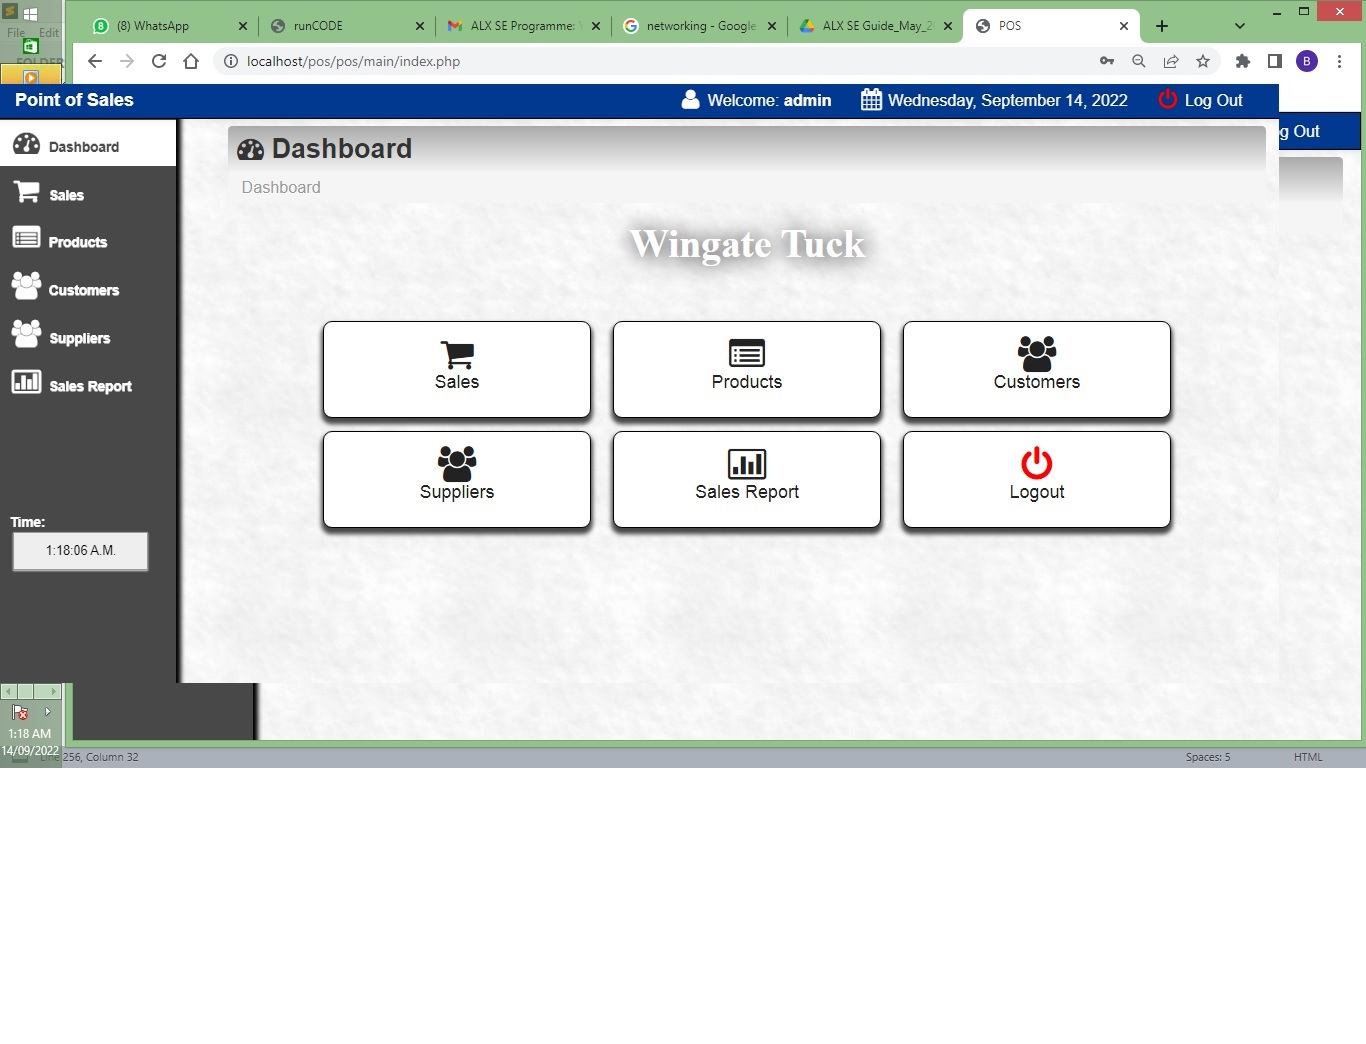 (8) WhatsApp
runCODE
ALX SE Programme:
networking - Google
ALX SE Guide_May_2
POS
File Edit
FOLDER
localhost/pos/pos/main/index.php
B
Point of Sales
Welcome: admin
Wednesday, September 14, 2022
Log Out
g Out
Dashboard
Sales
Products
Customers
Suppliers
Sales Report
Time:
1:18:06 A.M.
Dashboard
Dashboard
Wingate Tuck
Sales
Products
Customers
Suppliers
Sales Report
Logout
1:18 AM
14/09/2022
Line 256, Column 32
Spaces: 5
HTML